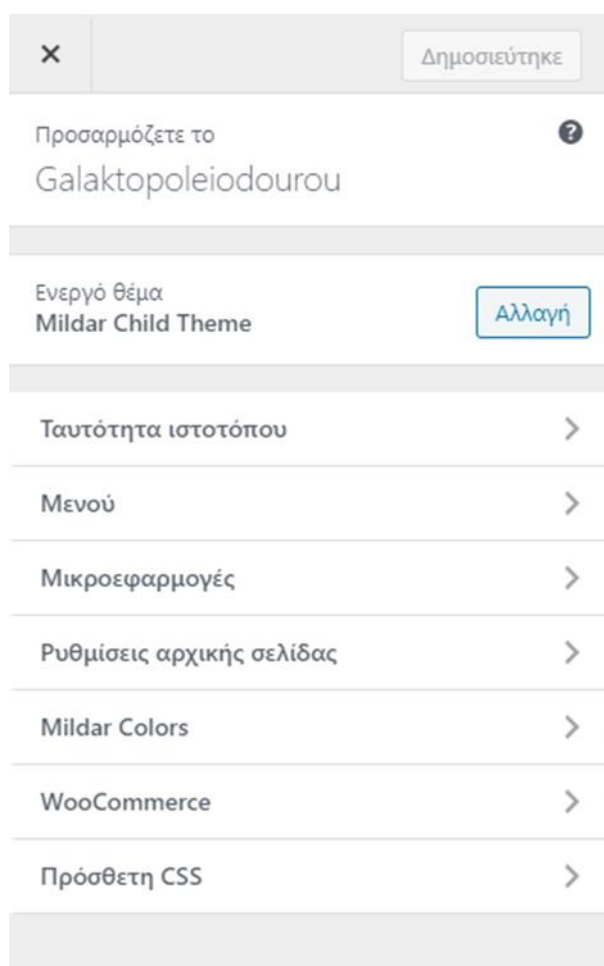 Δημοσιεύτηκε
Προσαρμόζετε το
Galaktopoleiodourou
Ενεργό θέμα
Mildar Child Theme
Αλλαγή
Ταυτότητα ιστοτόπου
Μενού
Μικροεφαρμογές
Ρυθμίσεις αρχικής σελίδας
Mildar Colors
WooCommerce
Πρόσθετη CSS